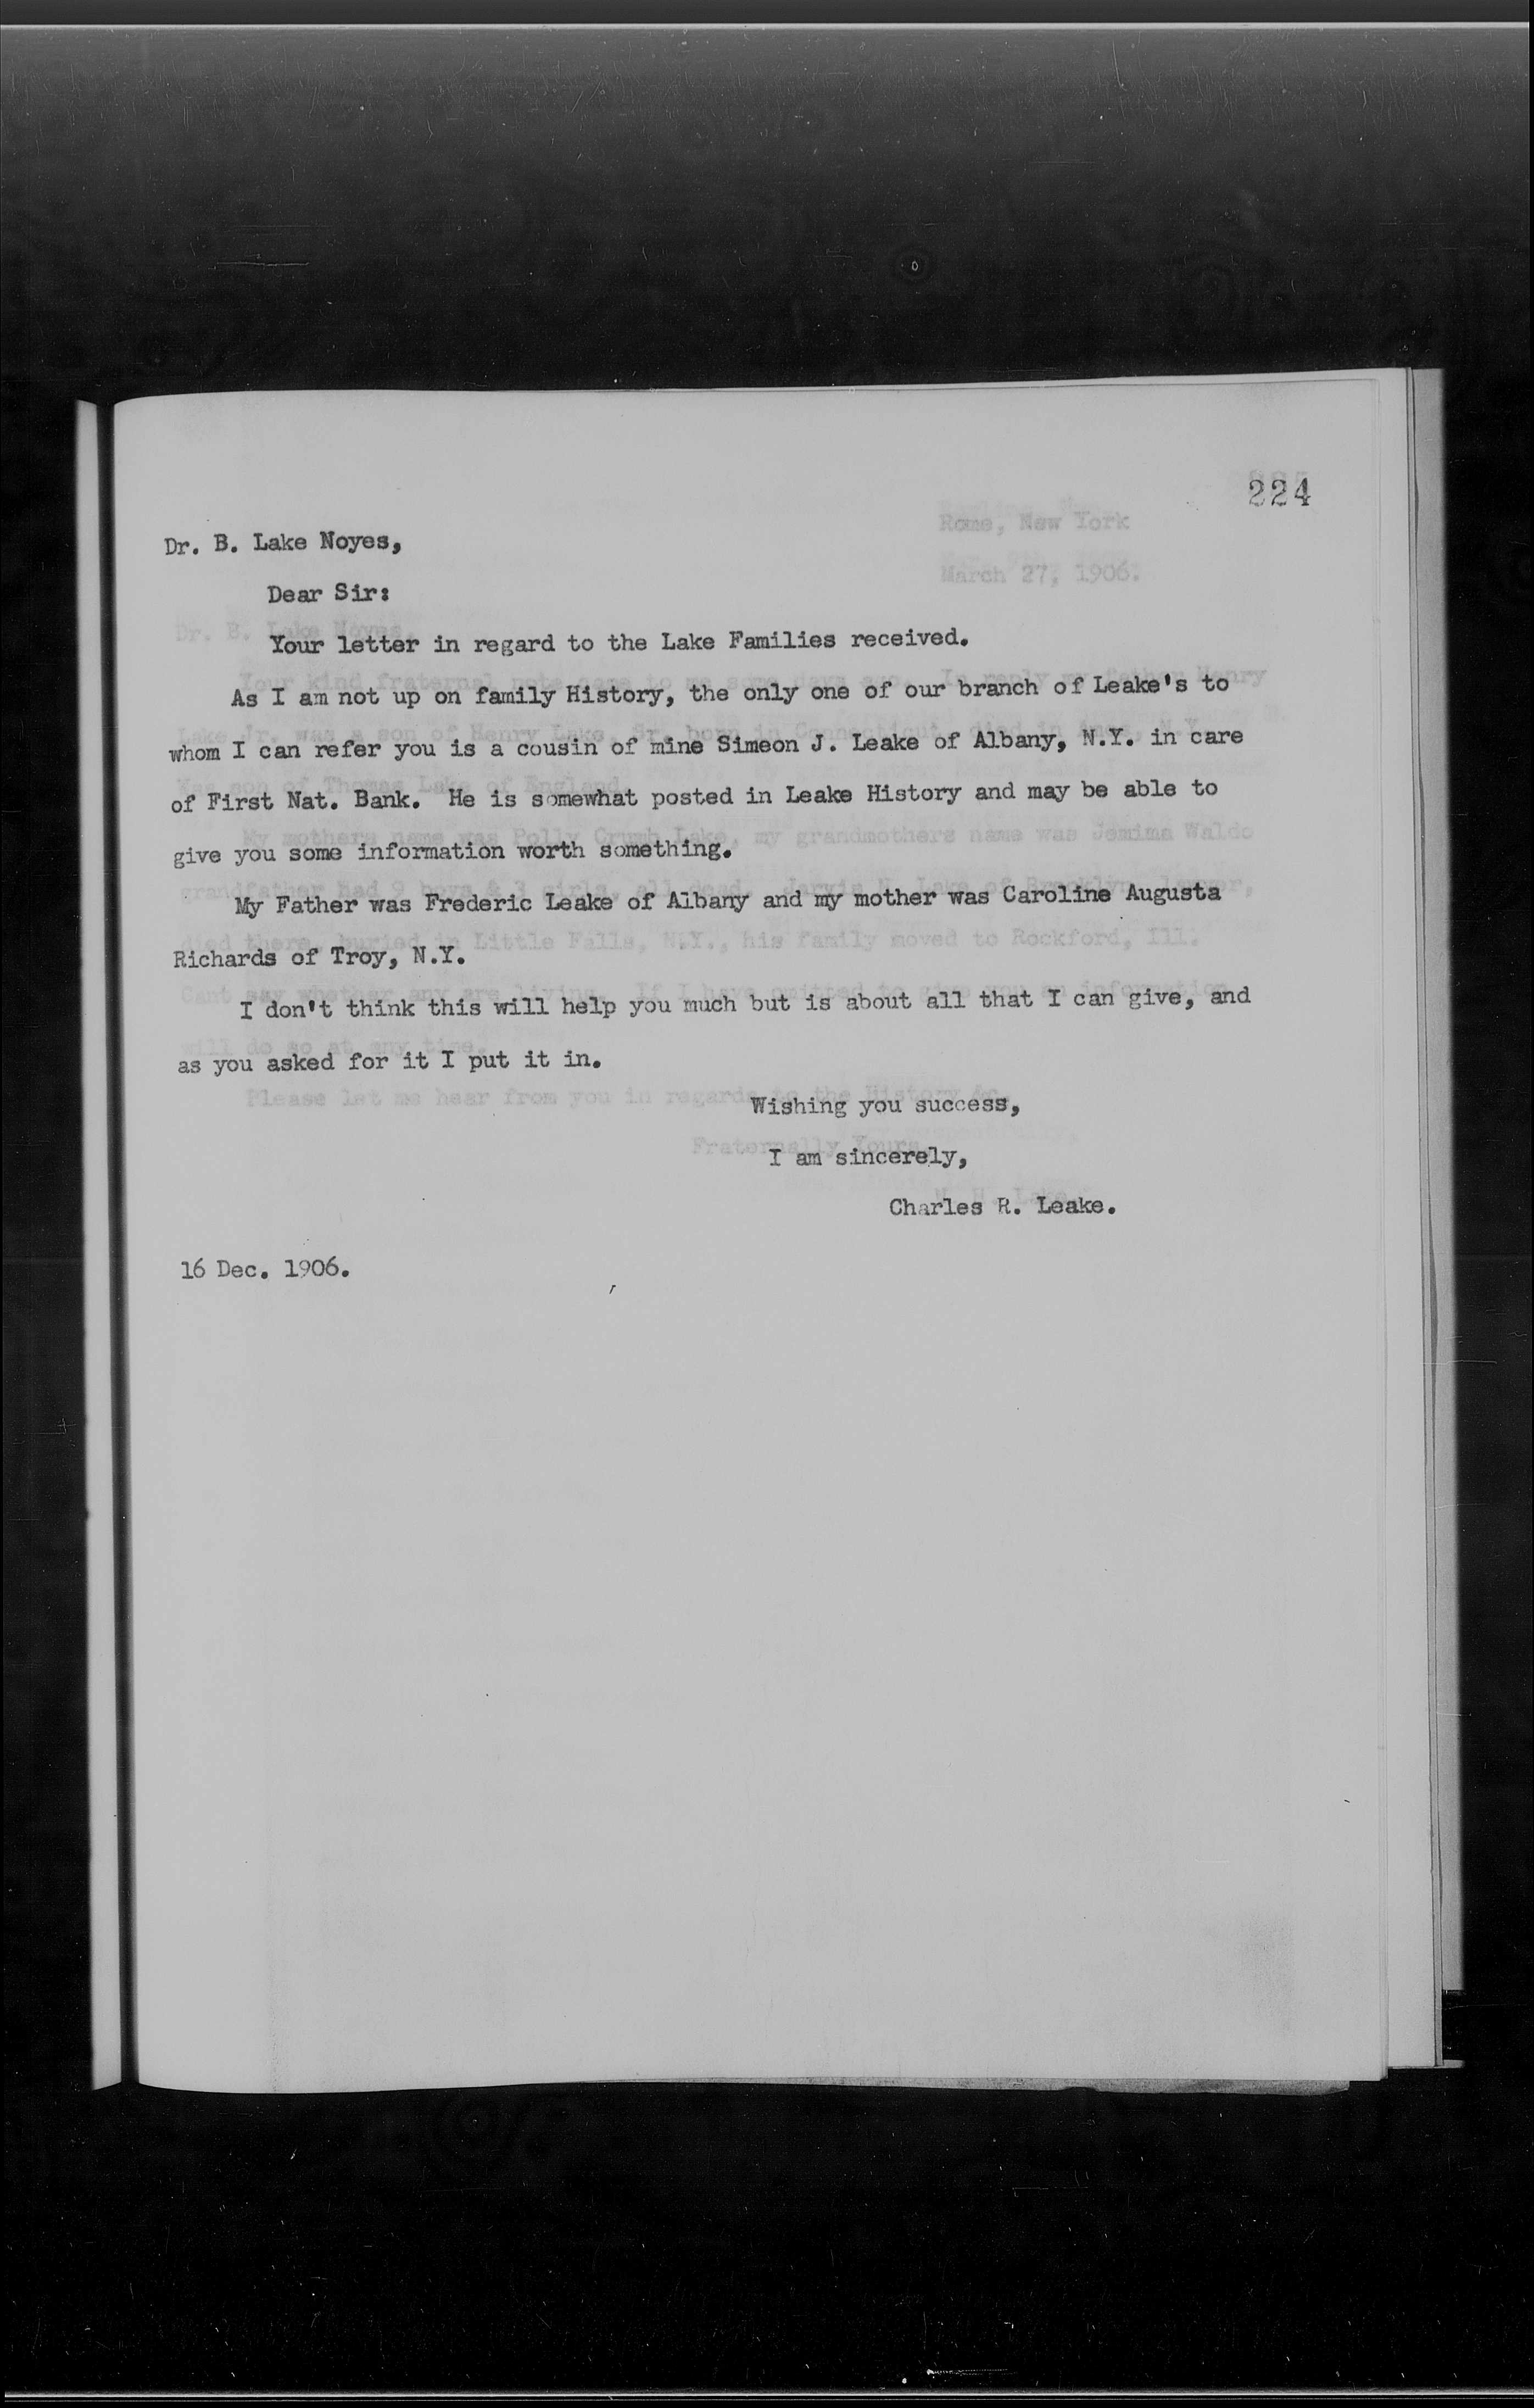 224
Dr. B. Lake Noyes,
Dear Sir:
Your letter in regard to the Lake Families received.
As I am not up on family History, the only one of our branch of Leake's to
whom I can refer you is a cousin of mine Simeon J. Leake of Albany, N.Y. in care
of First Nat. Bank. He is somewhat posted in Leake History and may be able to
give you some information worth something.
My Father was Frederic Leake of Albany and my mother was Caroline Augusta
Richards of Troy, N.Y.
I don't think this will help you much but is about all that I can give, and
as you asked for it I put it in.
Wishing you success,
I am sincerely,
Charles R. Leake.
16 Dec. 1906.